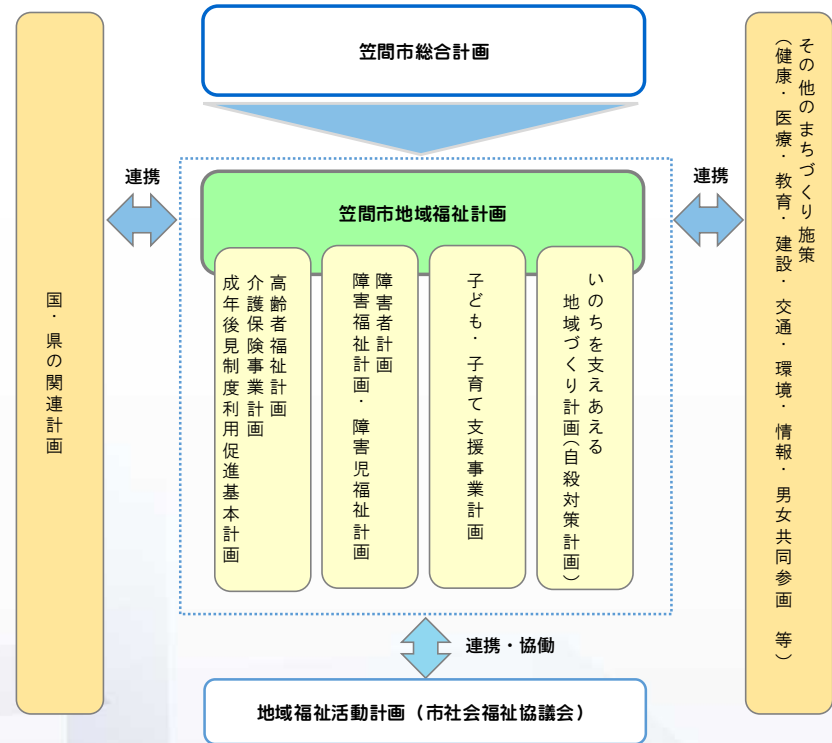 笠間市総合計画
連携
連携
笠間市地域福祉計画
国・県の関連計画
高齢者福祉計画
介護保険事業計画
成年後見制度利用促進基本計画
障害者計画
障害福祉計画・障害児福祉計画
子ども・子育て支援事業計画
いのちを支えあえる
地域づくり計画(自殺対策計画)
その他のまちづくり施策
(健康・医療・教育・建設・交通・環境・情報・男女共同参画 等)
連携・協働
地域福祉活動計画(市社会福祉協議会)